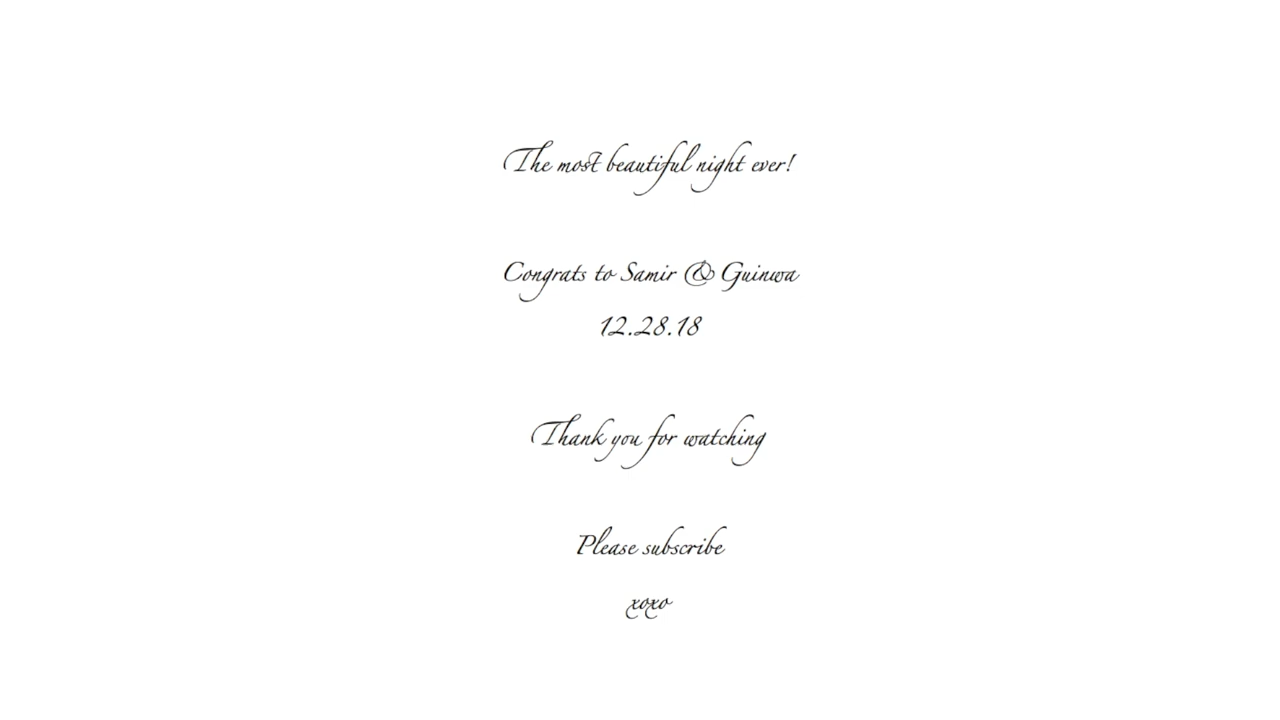 The most beautiful night ever!
Congrats to Samir & Guinwa
12.28.18
Thank you for watching
Please subscribe
xoxo